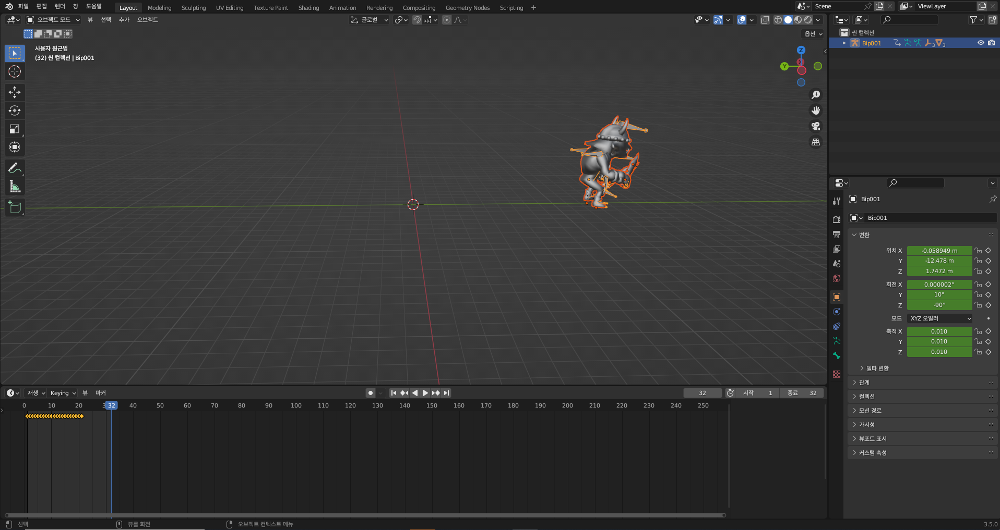 파일 편집 렌더 창 도움말 Layout Modeling Sculpting UV Editing Texture Paint Shading Animation Rendering Compositing Geometry Nodes Scripting + Scene ViewLayer
오브젝트 모드 뷰 선택 추가 오브젝트 글로벌
옵션
사용자 원근법
(32) 씬 컬렉션 | Bip001
Z
Y
씬 컬렉션
Bip001 3 3
Bip001
Bip001
변환
위치 X -0.058949 m
Y -12.478 m
Z 1.7472 m
회전 X 0.000002°
Y 10°
Z -90°
모드 XYZ 오일러
축적 X 0.010
Y 0.010
Z 0.010
델타 변환
관계
컬렉션
모션 경로
가시성
뷰포트 표시
커스텀 속성
재생 Keying 뷰 마커 32 시작 1 종료 32
0 10 20 3 32 40 50 60 70 80 90 100 110 120 130 140 150 160 170 180 190 200 210 220 230 240 250
선택 뷰를 회전 오브젝트 컨텍스트 메뉴 3.5.0